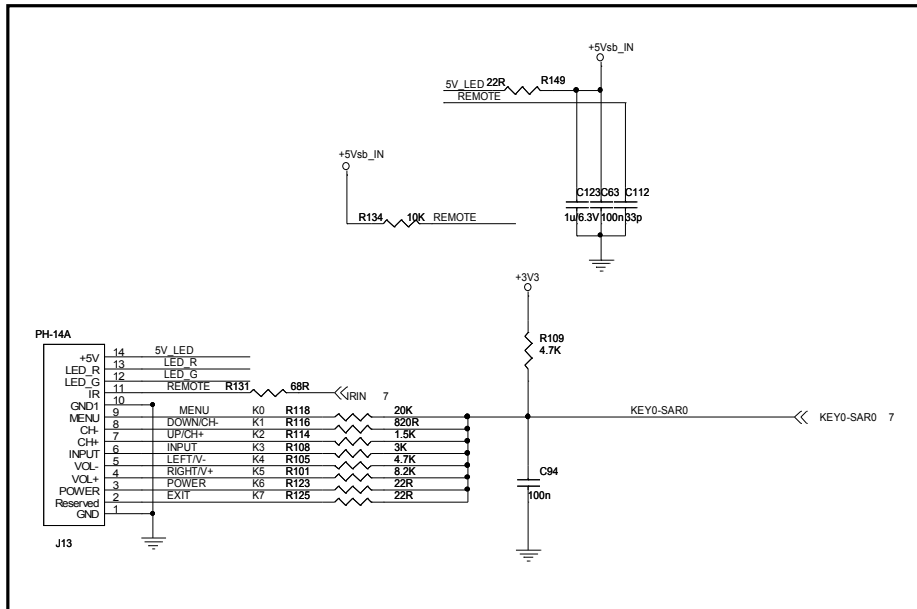 +5Vsb_IN
5V_LED 22R R149
REMOTE
+5Vsb_IN
C123 C63 C112
1u/6.3V 100n 33p
R134 10K REMOTE
+3V3
R109
4.7K
PH-14A
+5V 14 5V_LED
LED_R 13 LED_R
LED_G 12 LED_G
IR 11 REMOTE R131 68R IRIN 7
GND1 10
MENU 9 MENU K0 R118 20K KEY0-SAR0 KEY0-SAR0 7
CH- 8 DOWN/CH- K1 R116 820R
CH+ 7 UP/CH+ K2 R114 1.5K
INPUT 6 INPUT K3 R108 3K
VOL- 5 LEFT/V- K4 R105 4.7K
VOL+ 4 RIGHT/V+ K5 R101 8.2K
POWER 3 POWER K6 R123 22R
Reserved 2 EXIT K7 R125 22R
GND 1
C94
100n
J13